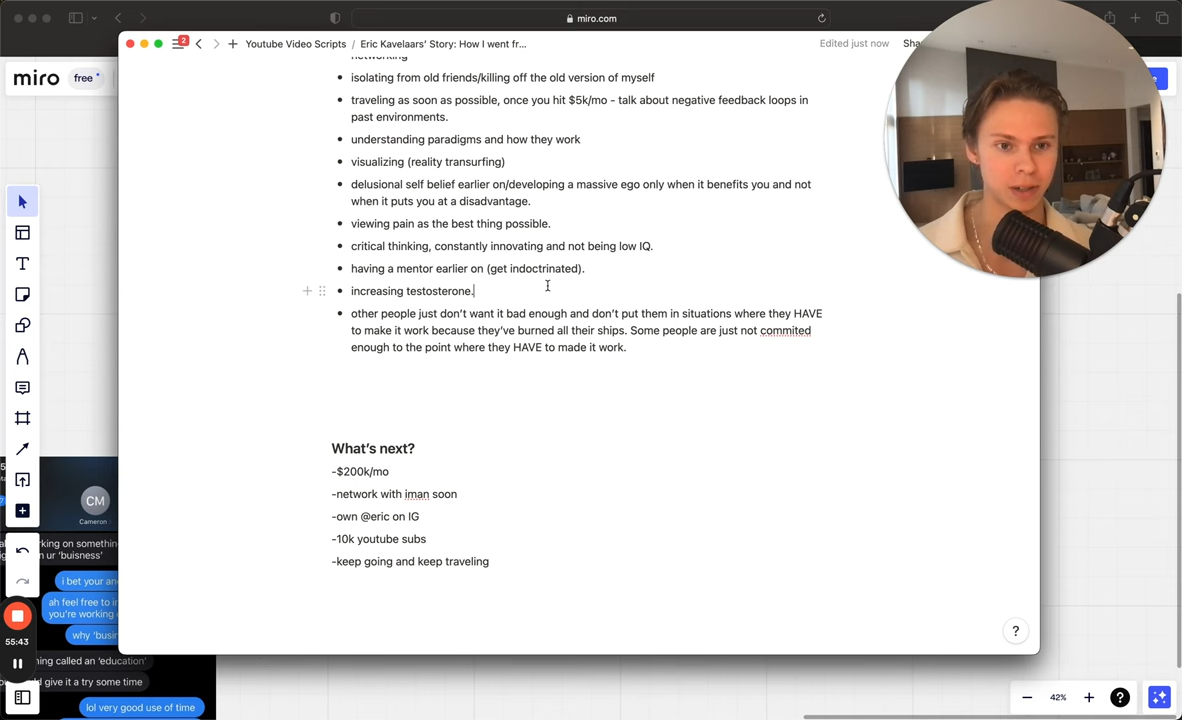 miro.com
miro
free
2
Youtube Video Scripts / Eric Kavelaars' Story: How I went fr...
Edited just now
networking
isolating from old friends/killing off the old version of myself
traveling as soon as possible, once you hit $5k/mo - talk about negative feedback loops in
past environments.
understanding paradigms and how they work
visualizing (reality transurfing)
delusional self belief earlier on/developing a massive ego only when it benefits you and not
when it puts you at a disadvantage.
viewing pain as the best thing possible.
critical thinking, constantly innovating and not being low IQ.
having a mentor earlier on (get indoctrinated).
increasing testosterone.
other people just don't want it bad enough and don't put them in situations where they HAVE
to make it work because they've burned all their ships. Some people are just not commited
enough to the point where they HAVE to made it work.
What's next?
-$200k/mo
-network with iman soon
-own @eric on IG
-10k youtube subs
-keep going and keep traveling
CM
Cameron
king on something
n ur 'buisness'
i bet your an
ah feel free to i
you're working
why 'busi
ing called an 'education'
d give it a try some time
lol very good use of time
55:43
?
42%
?